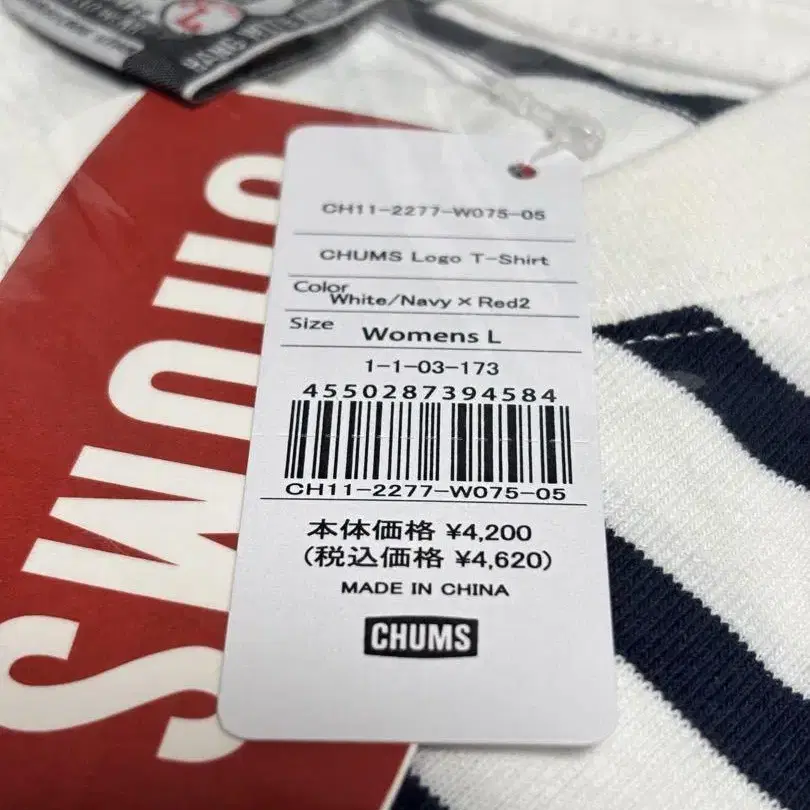 CH11-2277-W075-05
CHUMS Logo T-Shirt
Color
White/Navy × Red2
Size
Womens L
1-1-03-173
4550287394584
CH11-2277-W075-05
本体価格 ¥4,200
(税込価格 ¥4,620)
MADE IN CHINA
CHUMS
CHUMS